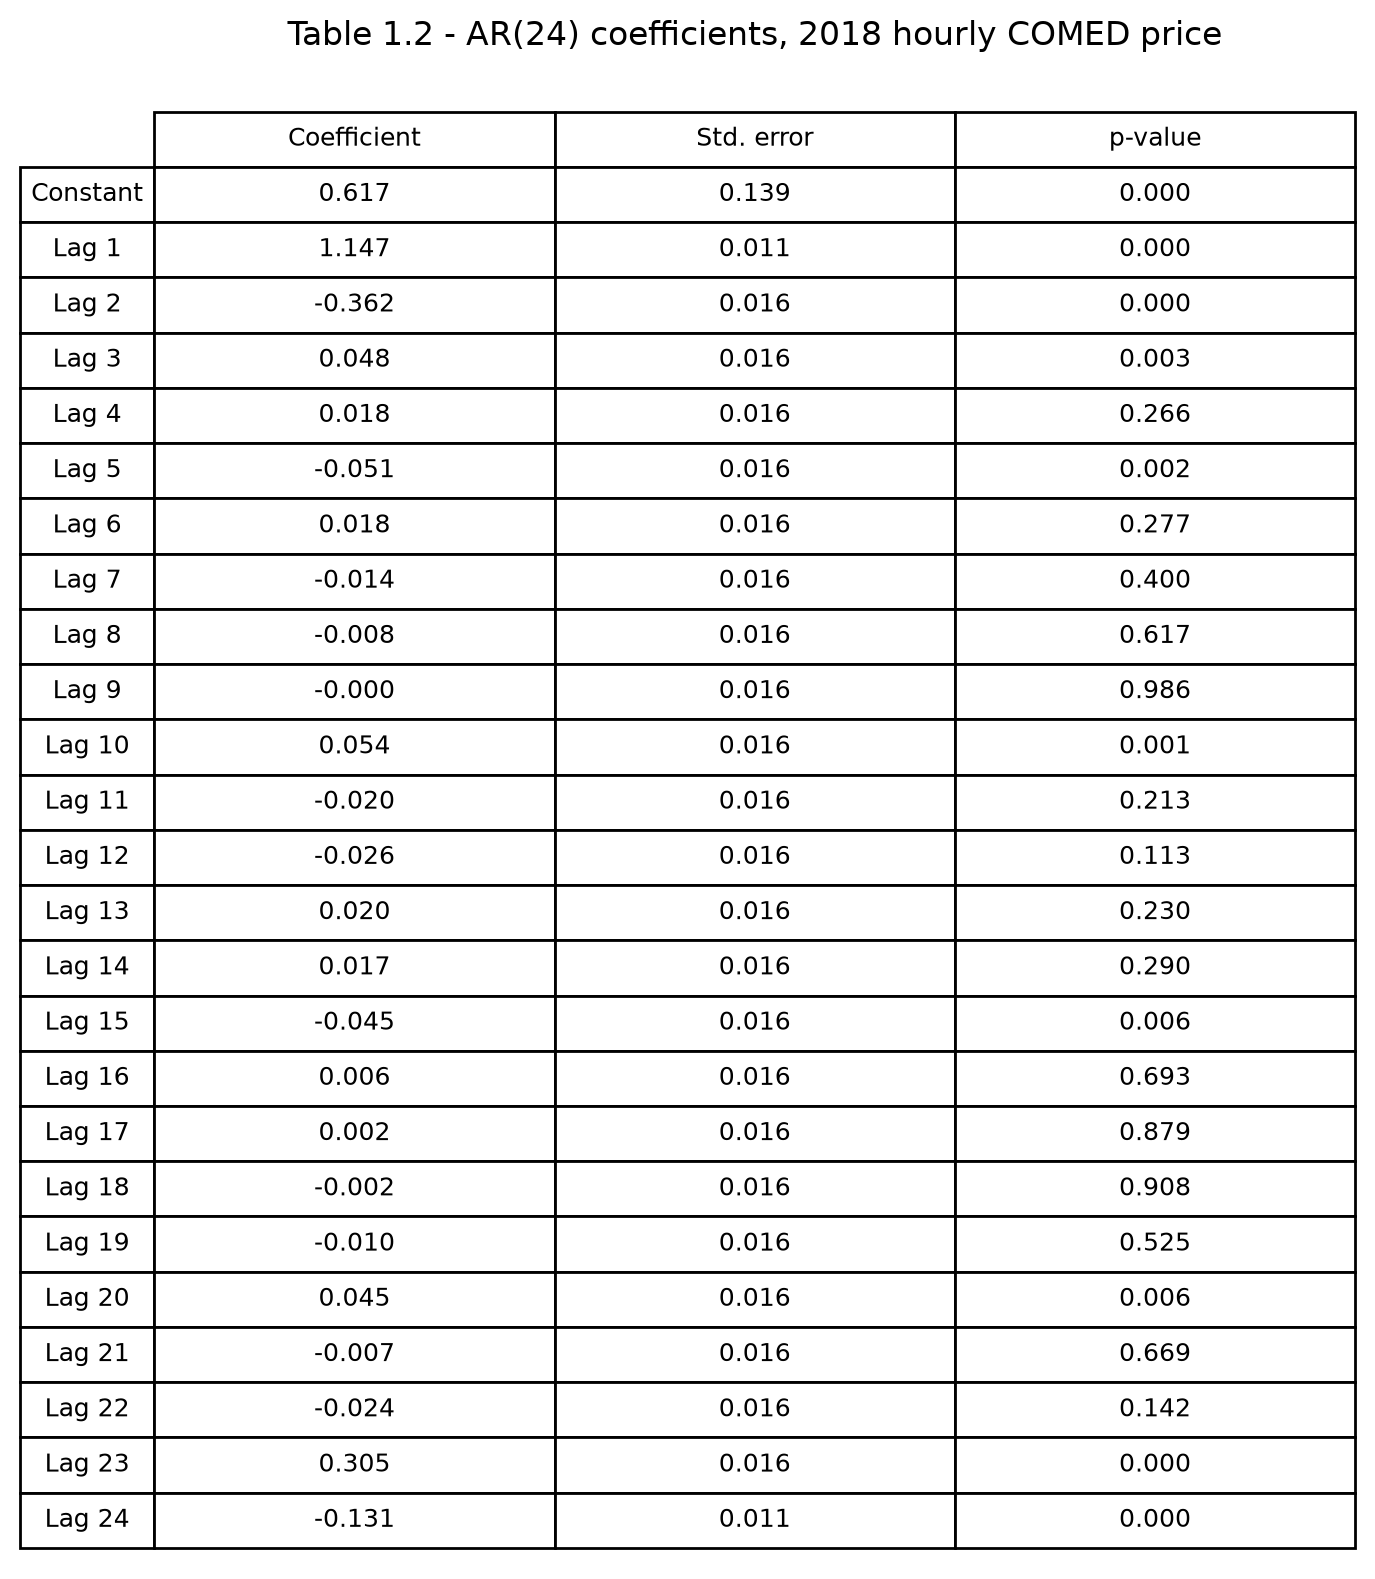 Table 1.2 - AR(24) coefficients, 2018 hourly COMED price
Coefficient Std. error p-value
Constant 0.617 0.139 0.000
Lag 1 1.147 0.011 0.000
Lag 2 -0.362 0.016 0.000
Lag 3 0.048 0.016 0.003
Lag 4 0.018 0.016 0.266
Lag 5 -0.051 0.016 0.002
Lag 6 0.018 0.016 0.277
Lag 7 -0.014 0.016 0.400
Lag 8 -0.008 0.016 0.617
Lag 9 -0.000 0.016 0.986
Lag 10 0.054 0.016 0.001
Lag 11 -0.020 0.016 0.213
Lag 12 -0.026 0.016 0.113
Lag 13 0.020 0.016 0.230
Lag 14 0.017 0.016 0.290
Lag 15 -0.045 0.016 0.006
Lag 16 0.006 0.016 0.693
Lag 17 0.002 0.016 0.879
Lag 18 -0.002 0.016 0.908
Lag 19 -0.010 0.016 0.525
Lag 20 0.045 0.016 0.006
Lag 21 -0.007 0.016 0.669
Lag 22 -0.024 0.016 0.142
Lag 23 0.305 0.016 0.000
Lag 24 -0.131 0.011 0.000